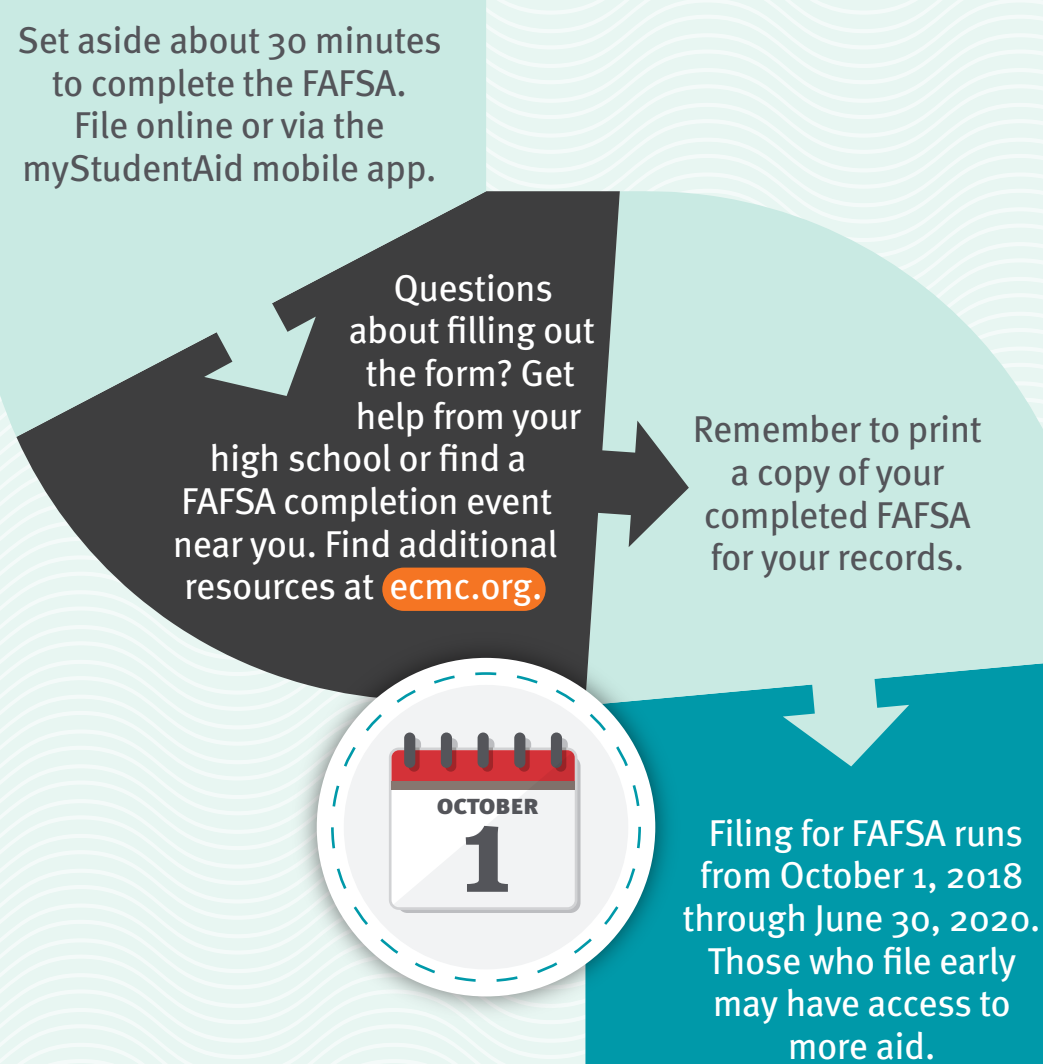 Set aside about 30 minutes
to complete the FAFSA.
File online or via the
myStudentAid mobile app.
Questions
about filling out
the form? Get
help from your
high school or find a
FAFSA completion event
near you. Find additional
resources at ecmc.org.
Remember to print
a copy of your
completed FAFSA
for your records.
OCTOBER
1
Filing for FAFSA runs
from October 1, 2018
through June 30, 2020.
Those who file early
may have access to
more aid.